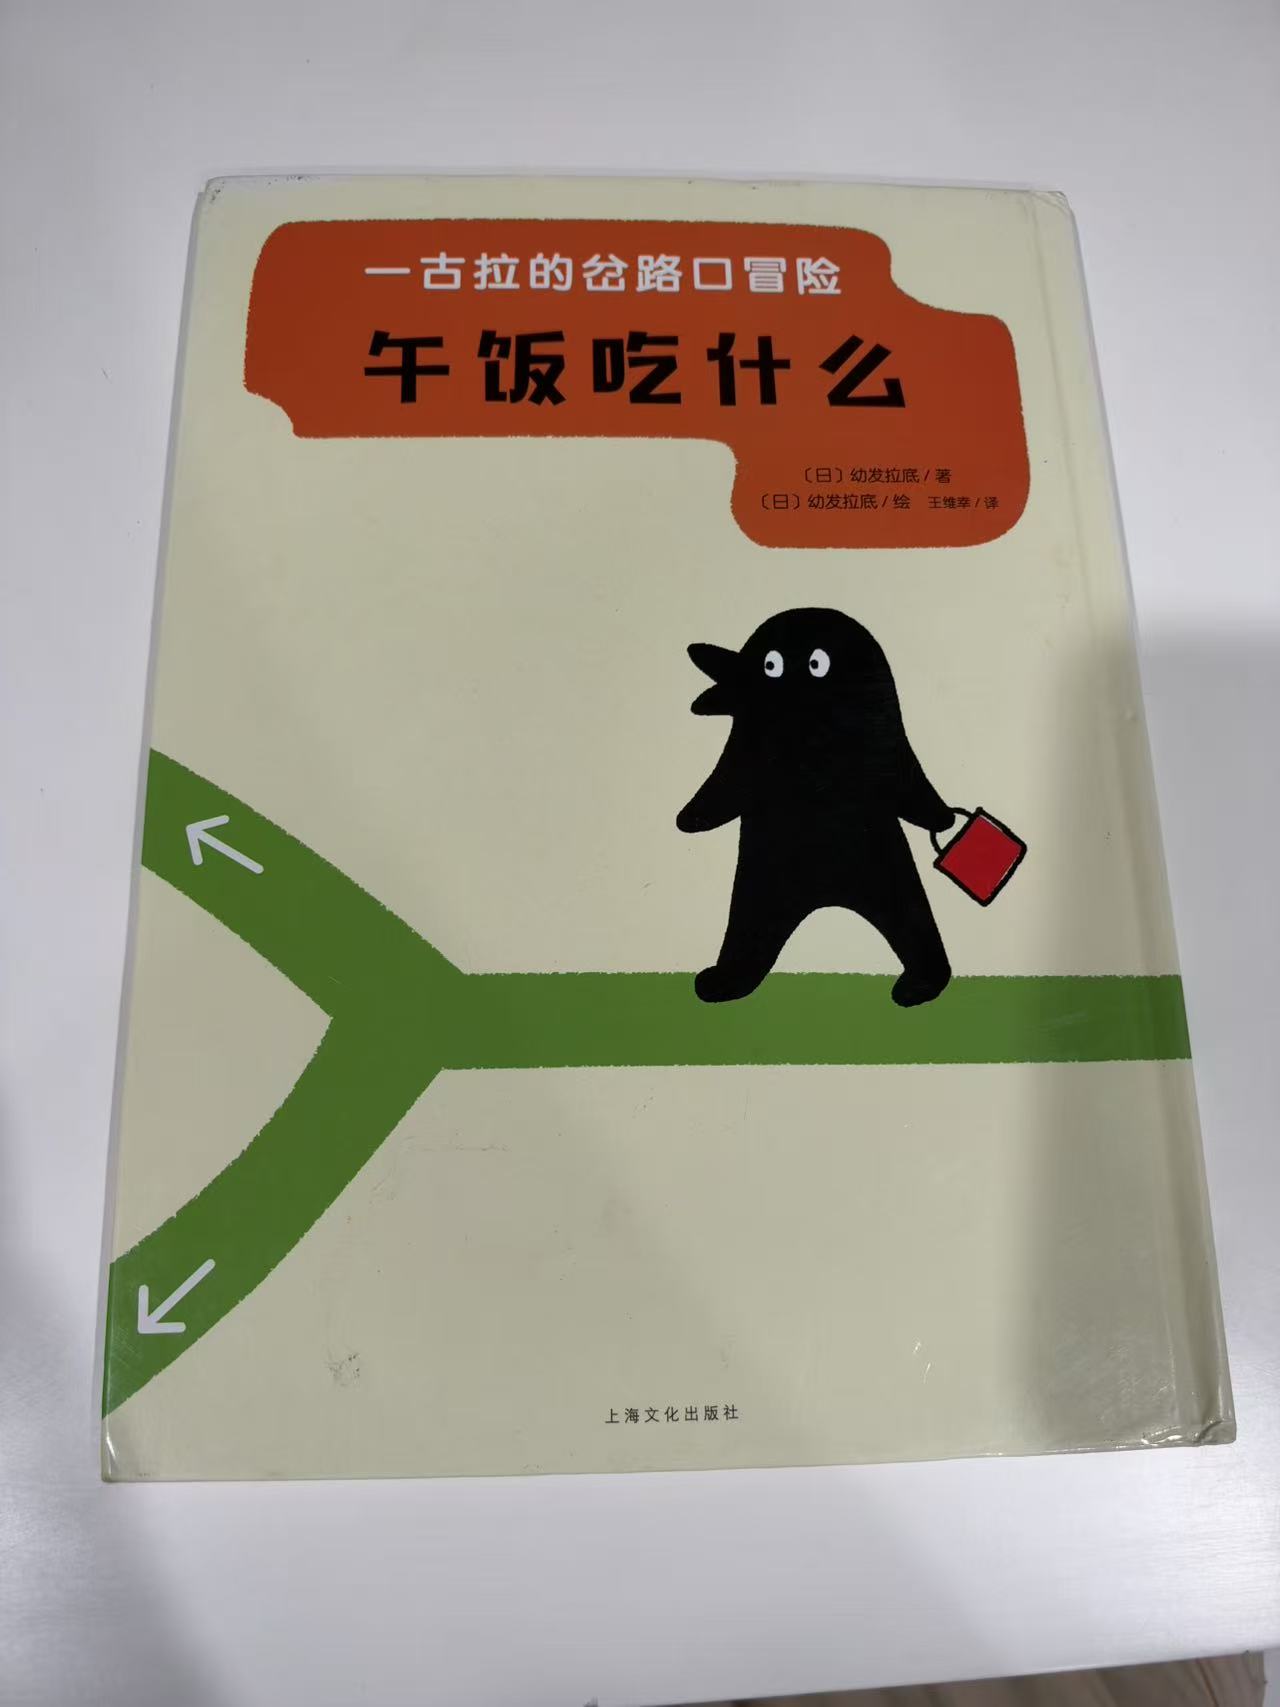 一古拉的岔路口冒险
午饭吃什么
〔日〕幼发拉底/著
〔日〕幼发拉底/绘 王维幸/译
上海文化出版社